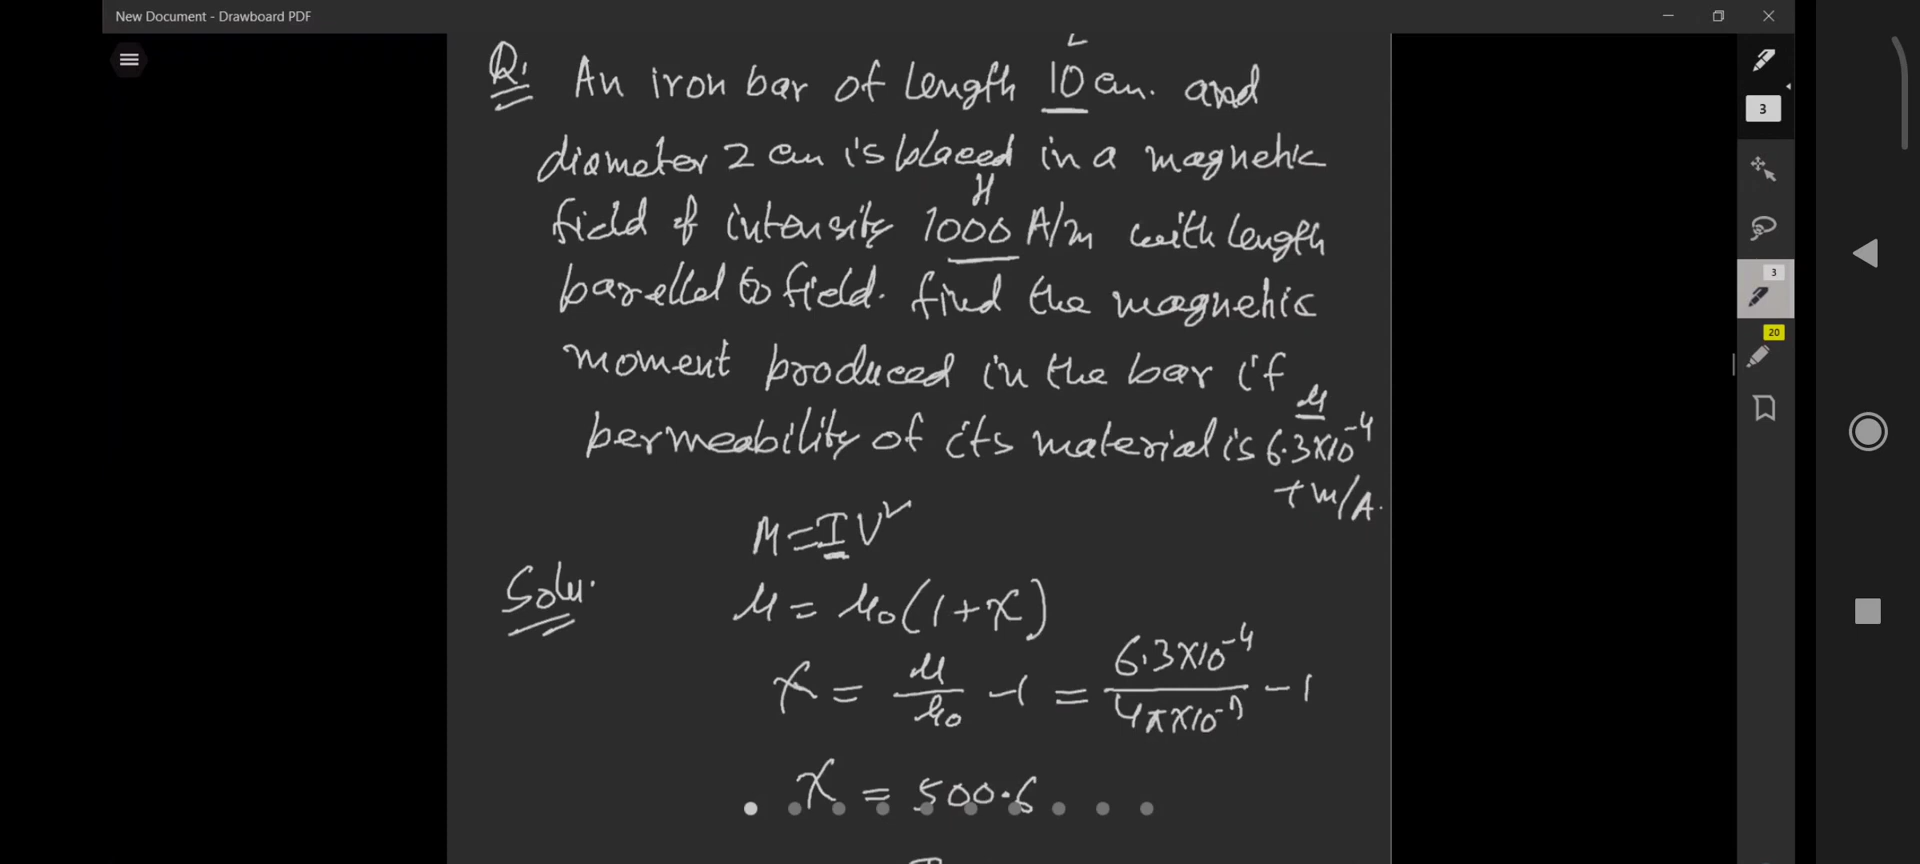 New Document - Drawboard PDF
L
Q. An iron bar of length 10 cm. and
3
diameter 2 cm is placed in a magnetic
H
field of intensity 1000 A/m with length
3
parellel to field. find the magnetic
20
moment produced in the bar if
μ
permeability of its material is 6.3×10⁻⁴
Tm/A.
M = IV
Solu.
μ = μ₀(1+χ)
χ = μ/μ₀ -1 = 6.3×10⁻⁴/4π×10⁻⁷ -1
χ = 500.6